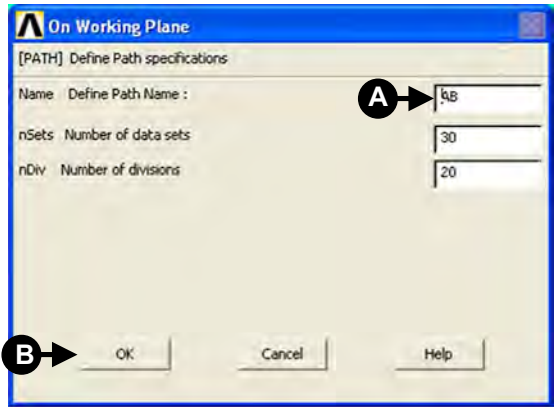 On Working Plane
[PATH] Define Path specifications
Name Define Path Name :
A
AB
nSets Number of data sets
30
nDiv Number of divisions
20
B
OK
Cancel
Help